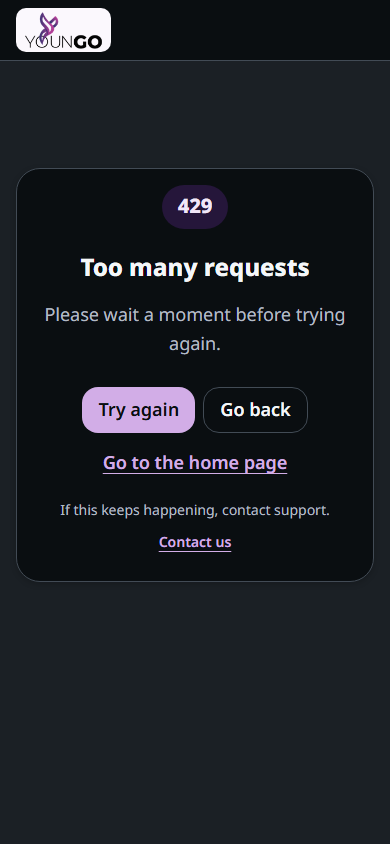 YOUNGO
429
Too many requests
Please wait a moment before trying
again.
Try again
Go back
Go to the home page
If this keeps happening, contact support.
Contact us